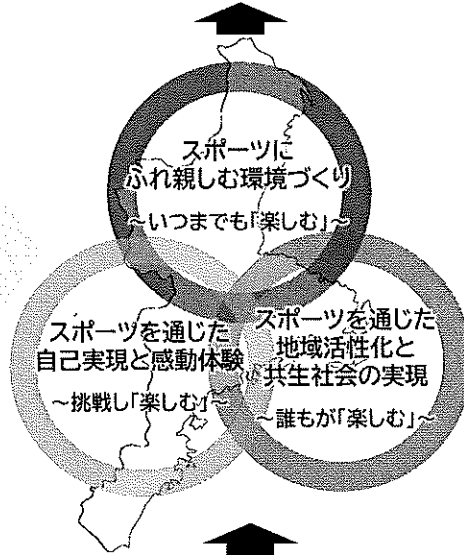 スポーツに
ふれ親しむ環境づくり
~いつまでも「楽しむ」~
スポーツを通じた
自己実現と感動体験
~挑戦し「楽しむ」~
スポーツを通じた
地域活性化と
共生社会の実現
~誰もが「楽しむ」~